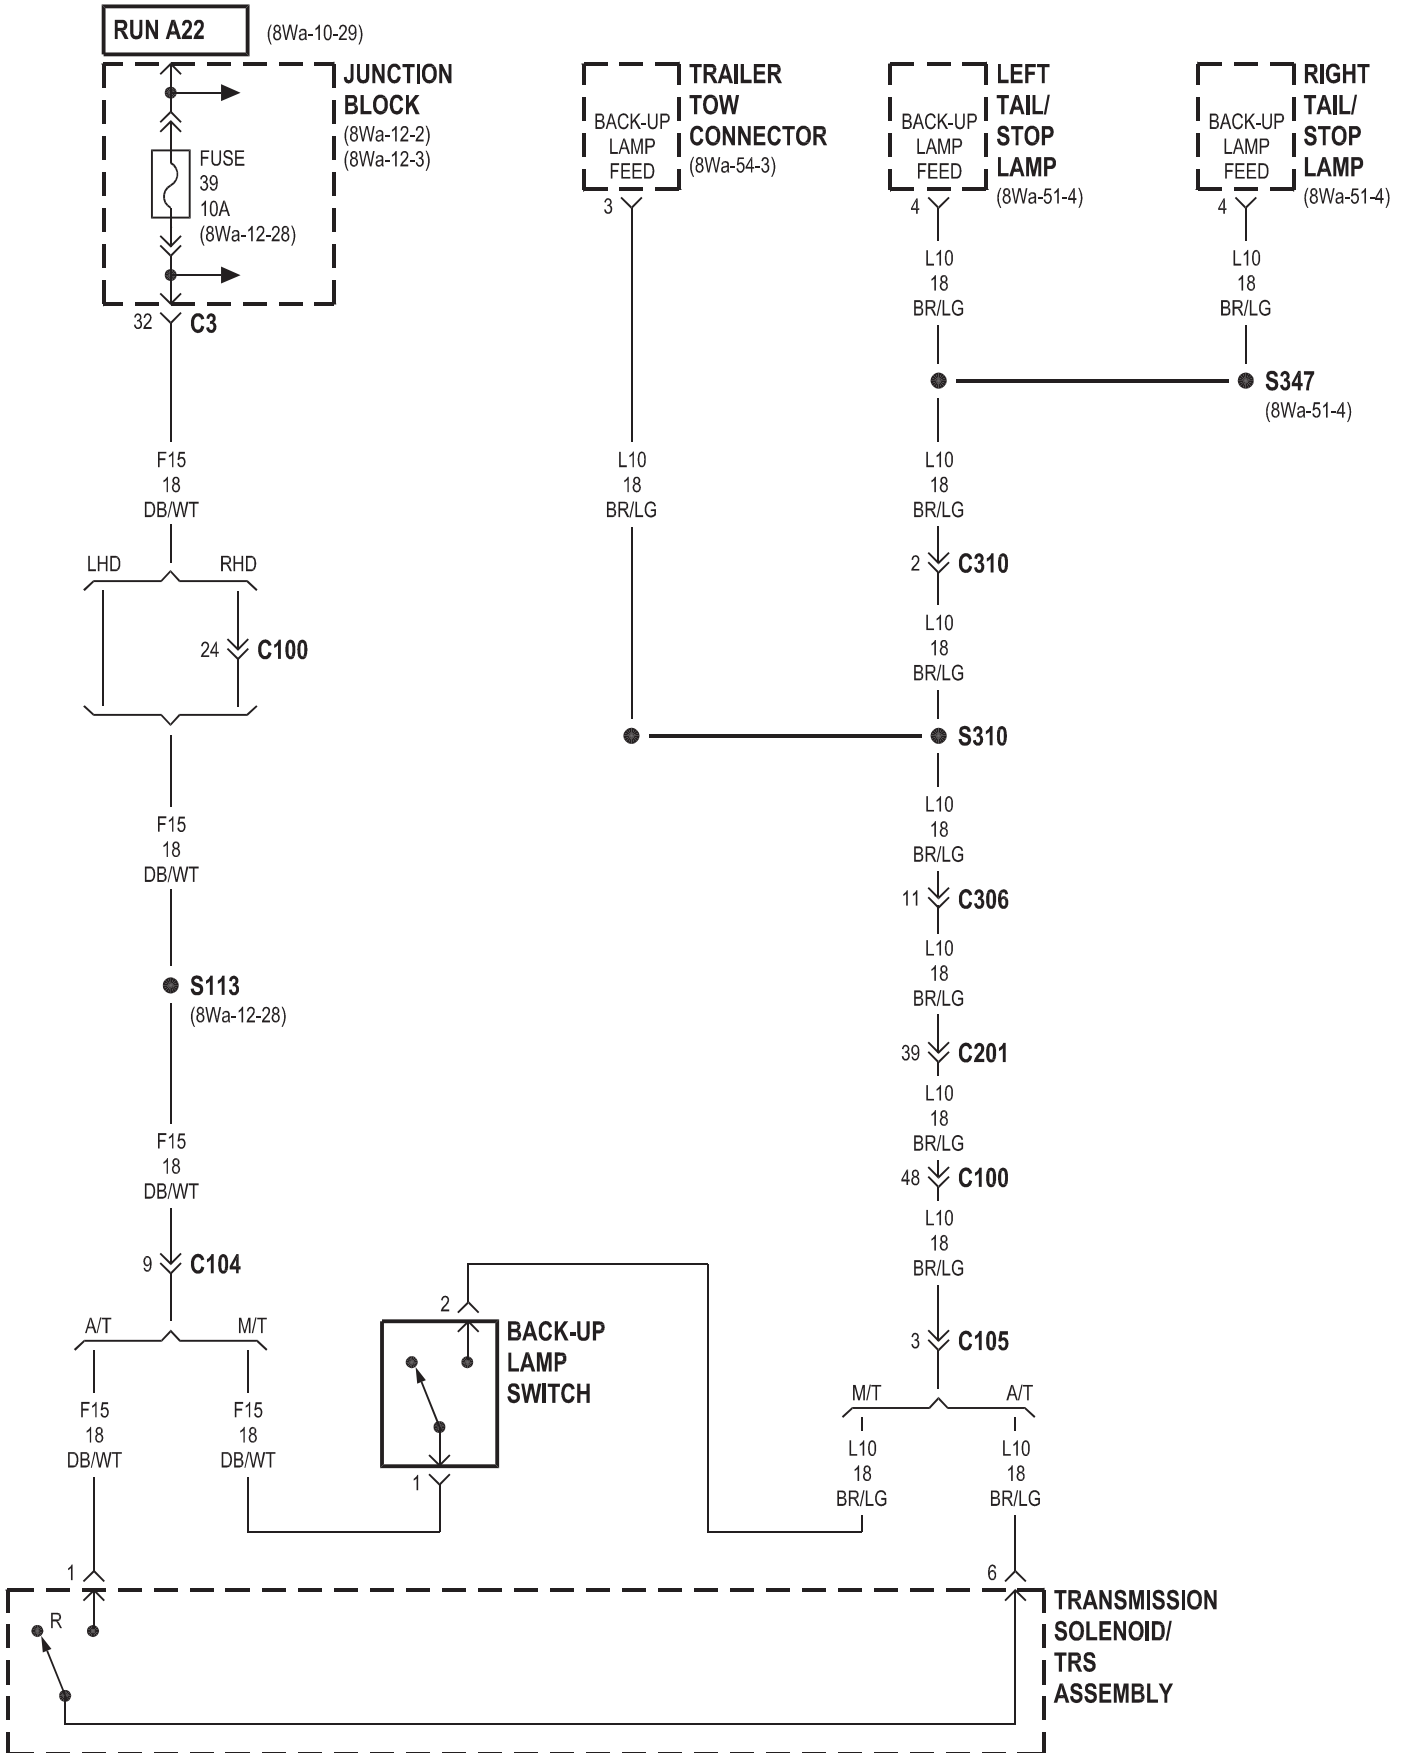 RUN A22
(8Wa-10-29)
JUNCTION
BLOCK
(8Wa-12-2)
(8Wa-12-3)
FUSE
39
10A
(8Wa-12-28)
32
C3
F15
18
DB/WT
LHD
RHD
24
C100
F15
18
DB/WT
S113
(8Wa-12-28)
F15
18
DB/WT
9
C104
A/T
M/T
F15
18
DB/WT
F15
18
DB/WT
1
R
2
BACK-UP
LAMP
SWITCH
1
TRAILER
TOW
CONNECTOR
(8Wa-54-3)
BACK-UP
LAMP
FEED
3
L10
18
BR/LG
LEFT
TAIL/
STOP
LAMP
(8Wa-51-4)
BACK-UP
LAMP
FEED
4
L10
18
BR/LG
RIGHT
TAIL/
STOP
LAMP
(8Wa-51-4)
BACK-UP
LAMP
FEED
4
L10
18
BR/LG
S347
(8Wa-51-4)
L10
18
BR/LG
2
C310
L10
18
BR/LG
S310
L10
18
BR/LG
11
C306
L10
18
BR/LG
39
C201
L10
18
BR/LG
48
C100
L10
18
BR/LG
3
C105
M/T
A/T
L10
18
BR/LG
L10
18
BR/LG
6
TRANSMISSION
SOLENOID/
TRS
ASSEMBLY